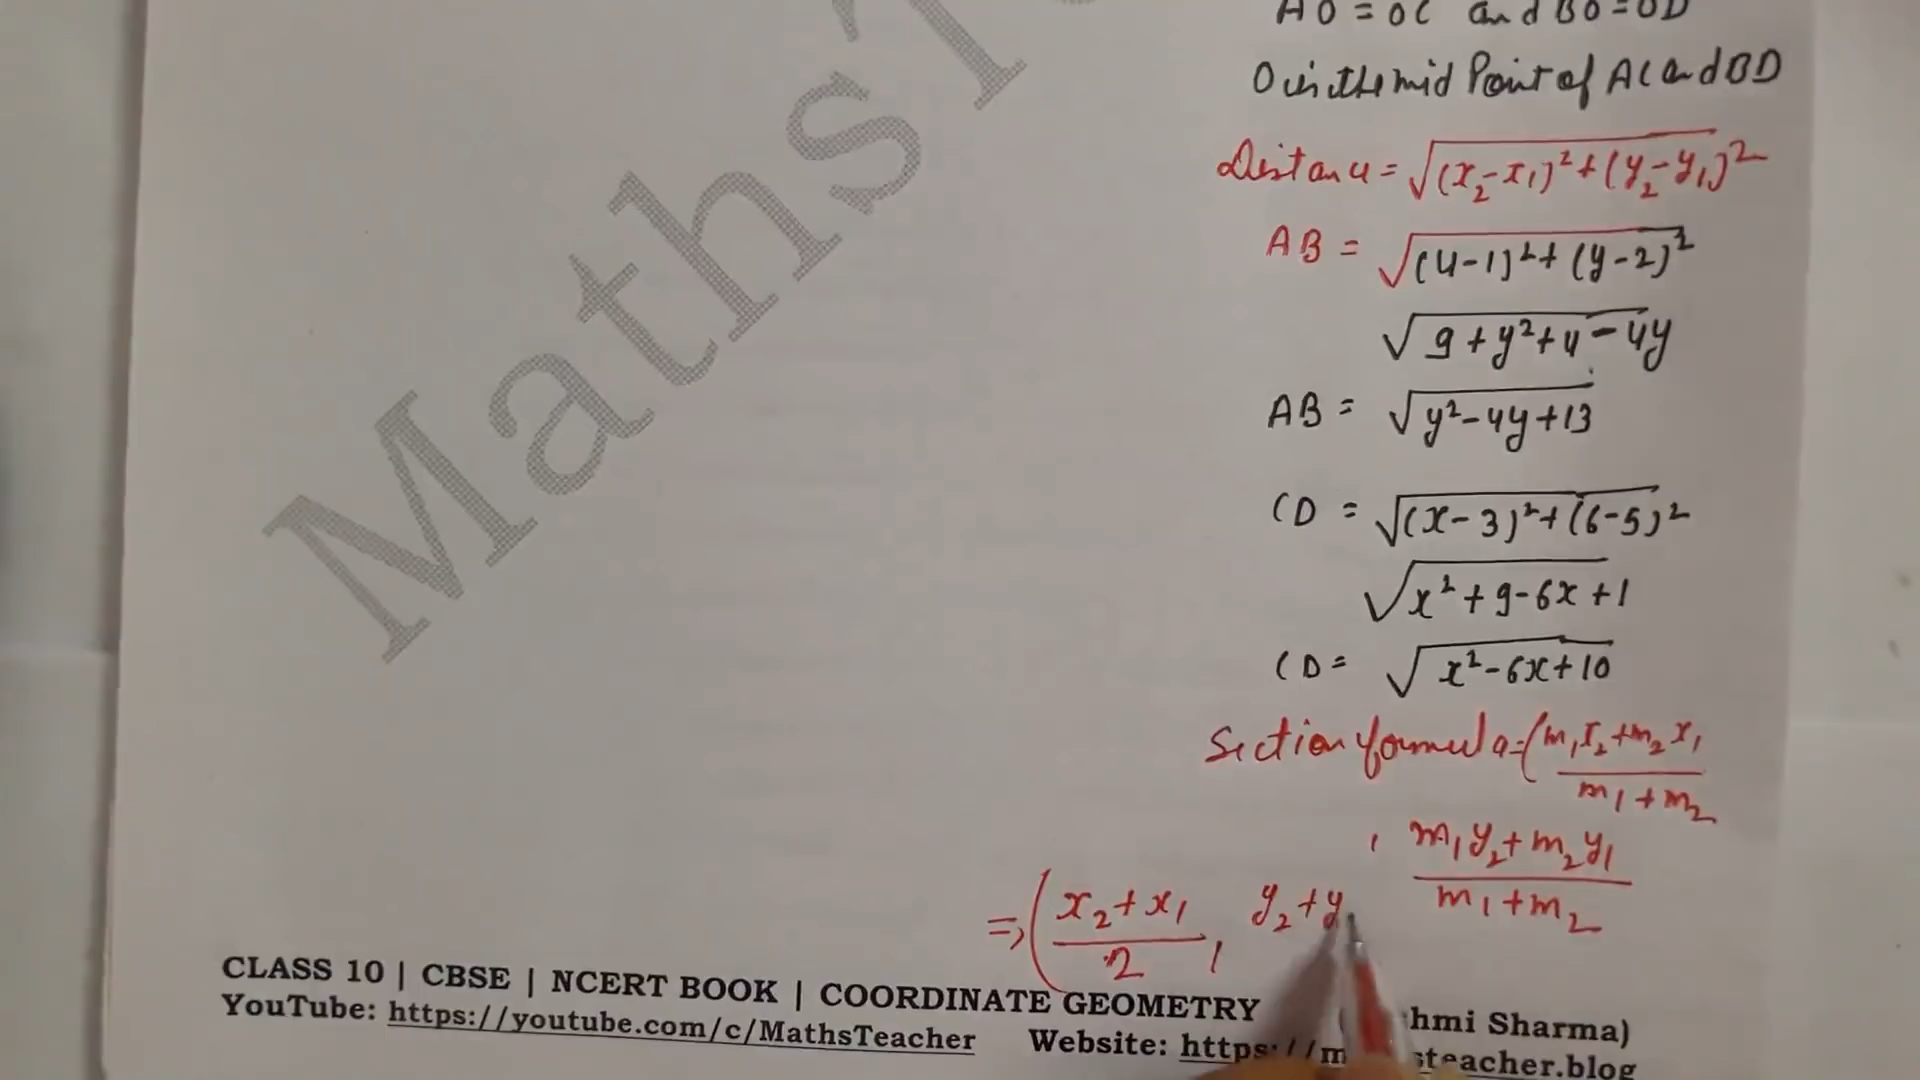 AO = OC and BO = OD
O is the mid Point of AC and BD
Distance = √(x₂-x₁)² + (y₂-y₁)²
AB = √(4-1)² + (y-2)²
√9+y²+4-4y
AB = √y²-4y+13
CD = √(x-3)² + (6-5)²
√x²+9-6x+1
CD = √x²-6x+10
Section formula = (m₁x₂+m₂x₁
m₁+m₂
, m₁y₂+m₂y₁
m₁+m₂
=> (x₂+x₁ , y₂+y
2
CLASS 10 | CBSE | NCERT BOOK | COORDINATE GEOMETRY hmi Sharma)
YouTube: https://youtube.com/c/MathsTeacher Website: https://m steacher.blog
MathsT